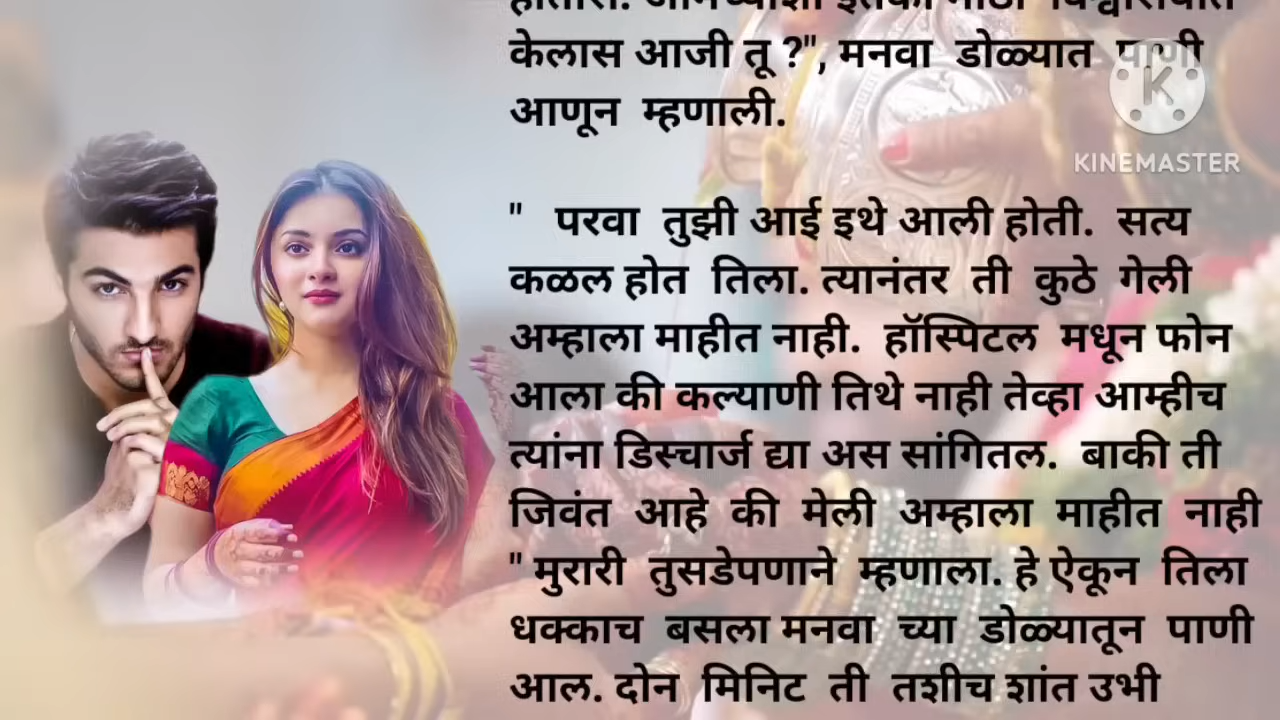 केलास आजी तू ?", मनवा  डोळ्यात  पाणी
आणून  म्हणाली.
"   परवा  तुझी आई इथे आली होती.  सत्य
कळल होत  तिला. त्यानंतर  ती  कुठे  गेली
अम्हाला माहीत नाही.  हॉस्पिटल  मधून फोन
आला की कल्याणी तिथे नाही तेव्हा आम्हीच
त्यांना डिस्चार्ज द्या अस सांगितल.  बाकी ती
जिवंत  आहे  की  मेली  अम्हाला  माहीत  नाही
" मुरारी  तुसडेपणाने  म्हणाला. हे ऐकून  तिला
धक्काच  बसला मनवा  च्या  डोळ्यातून  पाणी
आल. दोन  मिनिट  ती  तशीच शांत उभी
K
KINEMASTER